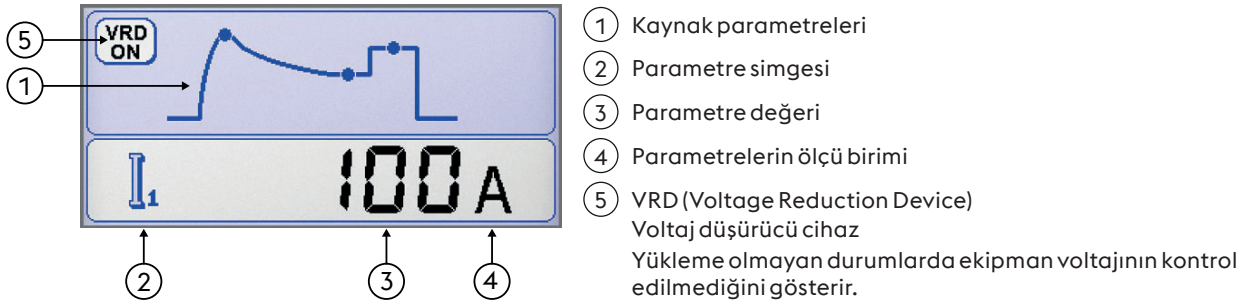 5
VRD
ON
1
I1
100 A
2
3
4
1 Kaynak parametreleri
2 Parametre simgesi
3 Parametre değeri
4 Parametrelerin ölçü birimi
5 VRD (Voltage Reduction Device)
Voltaj düşürücü cihaz
Yükleme olmayan durumlarda ekipman voltajının kontrol
edilmediğini gösterir.